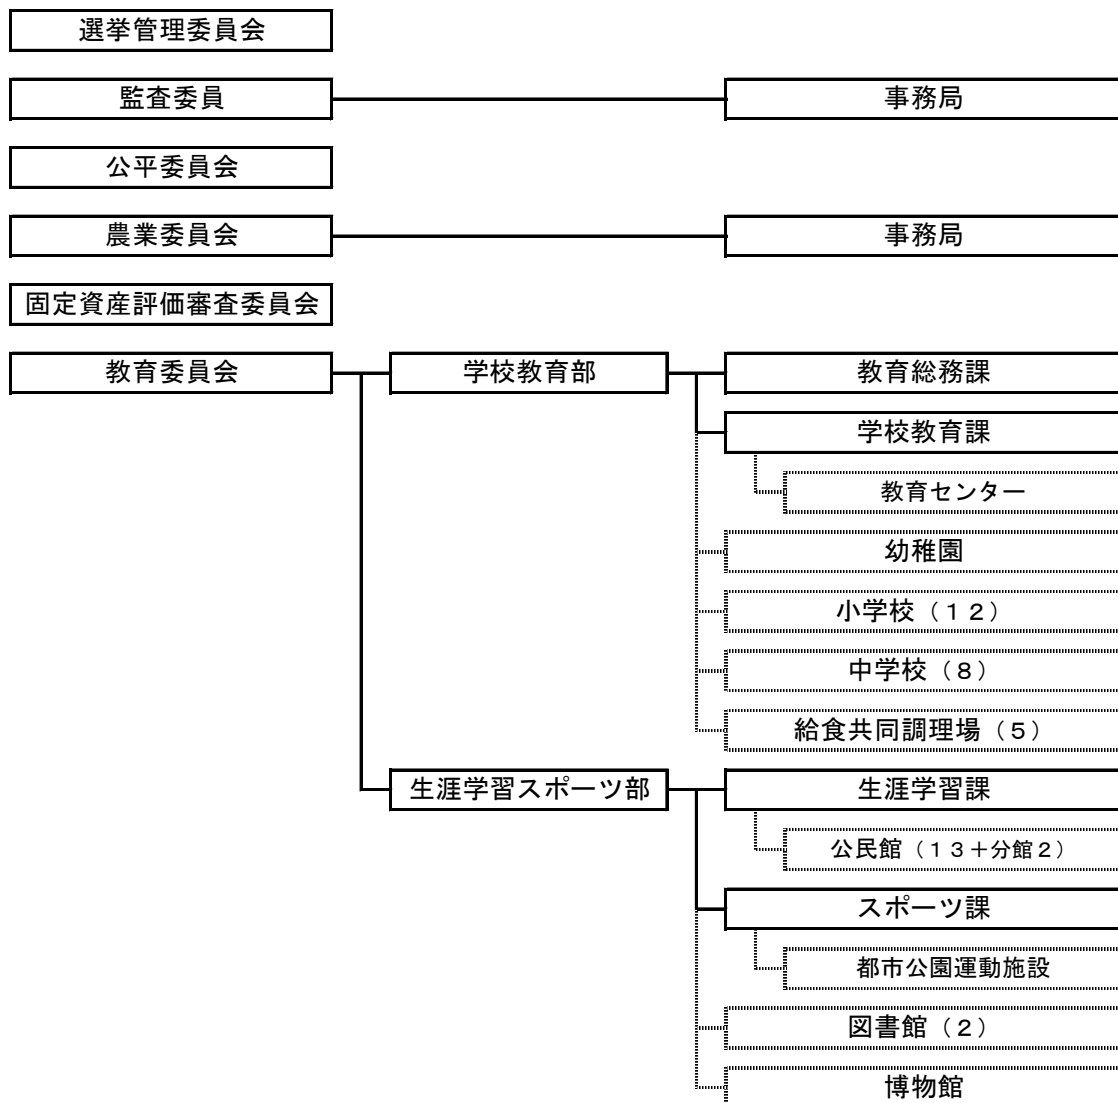 選挙管理委員会
監査委員
事務局
公平委員会
農業委員会
事務局
固定資産評価審査委員会
教育委員会
学校教育部
教育総務課
学校教育課
教育センター
幼稚園
小学校（１２）
中学校（８）
給食共同調理場（５）
生涯学習スポーツ部
生涯学習課
公民館（１３＋分館２）
スポーツ課
都市公園運動施設
図書館（２）
博物館